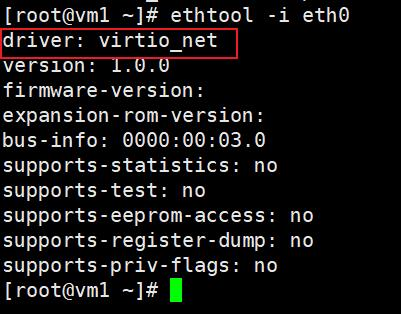 [root@vm1 ~]# ethtool -i eth0
driver: virtio_net
version: 1.0.0
firmware-version:
expansion-rom-version:
bus-info: 0000:00:03.0
supports-statistics: no
supports-test: no
supports-eeprom-access: no
supports-register-dump: no
supports-priv-flags: no
[root@vm1 ~]#